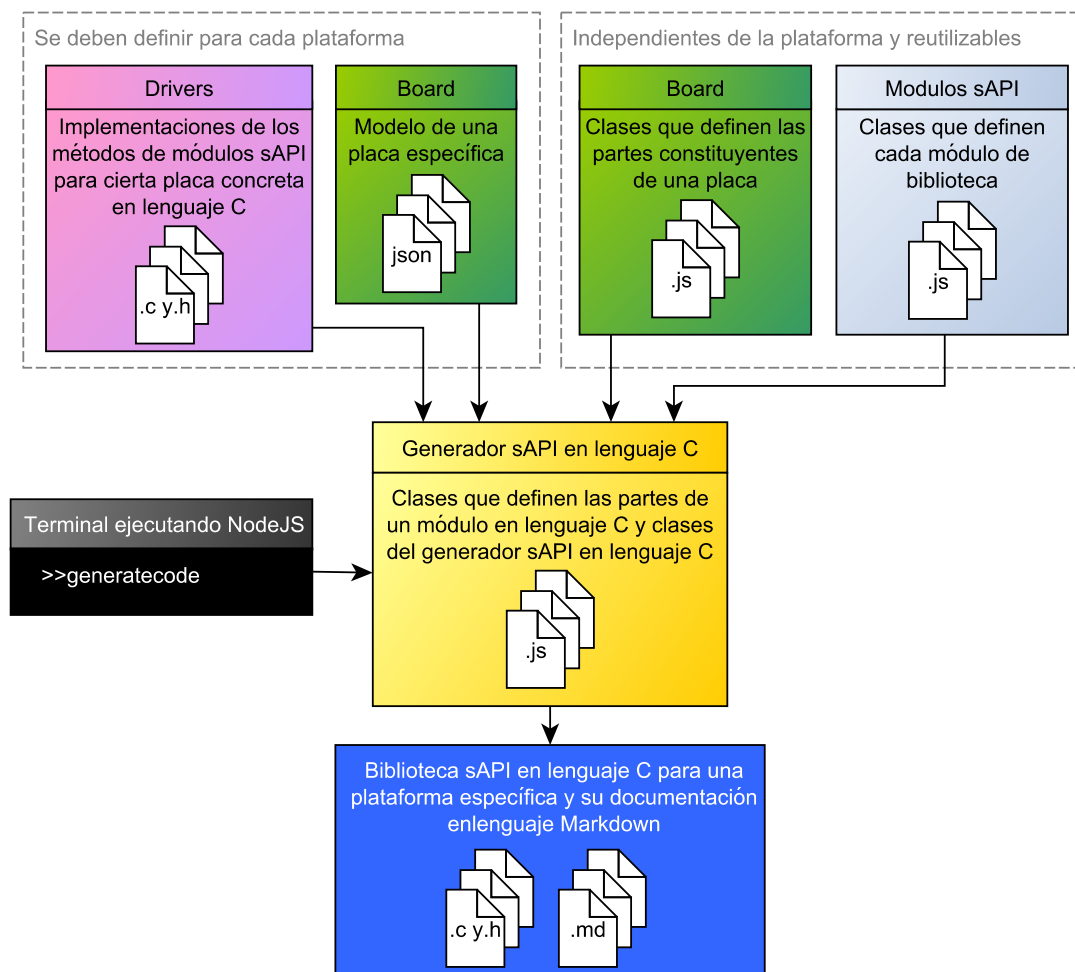 Se deben definir para cada plataforma
Drivers
Implementaciones de los
métodos de módulos sAPI
para cierta placa concreta
en lenguaje C
.c y.h
Board
Modelo de una
placa específica
json
Independientes de la plataforma y reutilizables
Board
Clases que definen las
partes constituyentes
de una placa
.js
Modulos sAPI
Clases que definen
cada módulo de
biblioteca
.js
Generador sAPI en lenguaje C
Clases que definen las partes de
un módulo en lenguaje C y clases
del generador sAPI en lenguaje C
.js
Terminal ejecutando NodeJS
>>generatecode
Biblioteca sAPI en lenguaje C para una
plataforma específica y su documentación
enlenguaje Markdown
.c y.h
.md